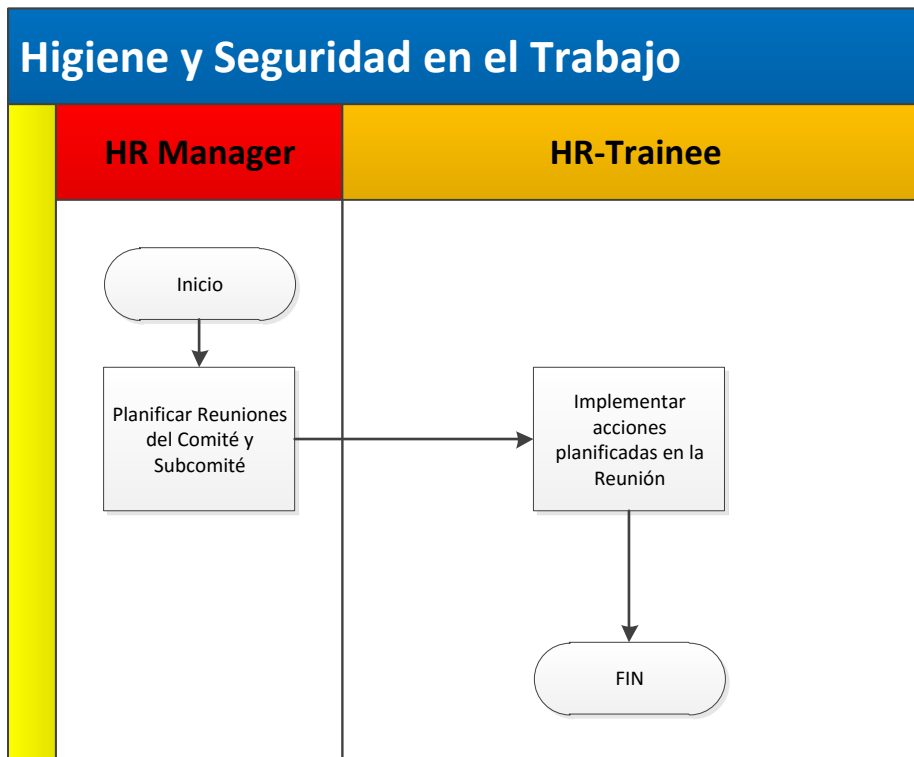 Higiene y Seguridad en el Trabajo
HR Manager
HR-Trainee
Inicio
Planificar Reuniones
del Comité y
Subcomité
Implementar
acciones
planificadas en la
Reunión
FIN